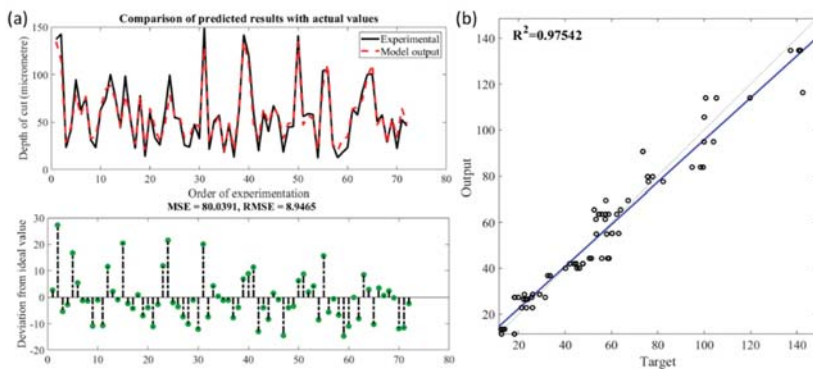 (a)
Comparison of predicted results with actual values
Experimental
Model output
Depth of cut (micrometre)
150
100
50
0
0 10 20 30 40 50 60 70 80
Order of experimentation
MSE = 80.0391, RMSE = 8.9465
Deviation from ideal value
30
20
10
0
-10
-20
0 10 20 30 40 50 60 70 80
(b)
R²=0.97542
Output
140
120
100
80
60
40
20
20 40 60 80 100 120 140
Target